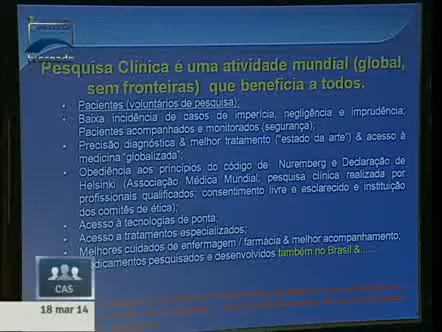 Pesquisa Clínica é uma atividade mundial (global,
sem fronteiras) que beneficia a todos.
• Pacientes (voluntários de pesquisa);
• Baixa incidência de casos de imperícia, negligência e imprudência;
Pacientes acompanhados e monitorados (segurança);
• Precisão diagnóstica & melhor tratamento ("estado da arte") & acesso à
medicina "globalizada";
• Obediência aos princípios do código de Nuremberg e Declaração de
Helsinki (Associação Médica Mundial; pesquisa clínica realizada por
profissionais qualificados; consentimento livre e esclarecido e instituição
dos comitês de ética);
• Acesso à tecnologias de ponta;
• Acesso a tratamentos especializados;
• Melhores cuidados de enfermagem / farmácia & melhor acompanhamento;
dicamentos pesquisados e desenvolvidos também no Brasil &......
CAS
18 mar 14